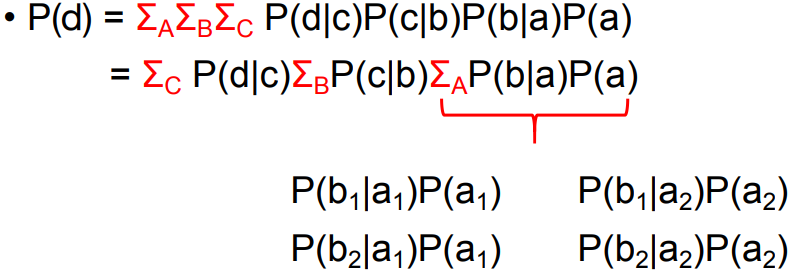 • P(d) = Σ_AΣ_BΣ_C P(d|c)P(c|b)P(b|a)P(a)
= Σ_C P(d|c)Σ_BP(c|b)Σ_AP(b|a)P(a)
P(b₁|a₁)P(a₁) P(b₁|a₂)P(a₂)
P(b₂|a₁)P(a₁) P(b₂|a₂)P(a₂)